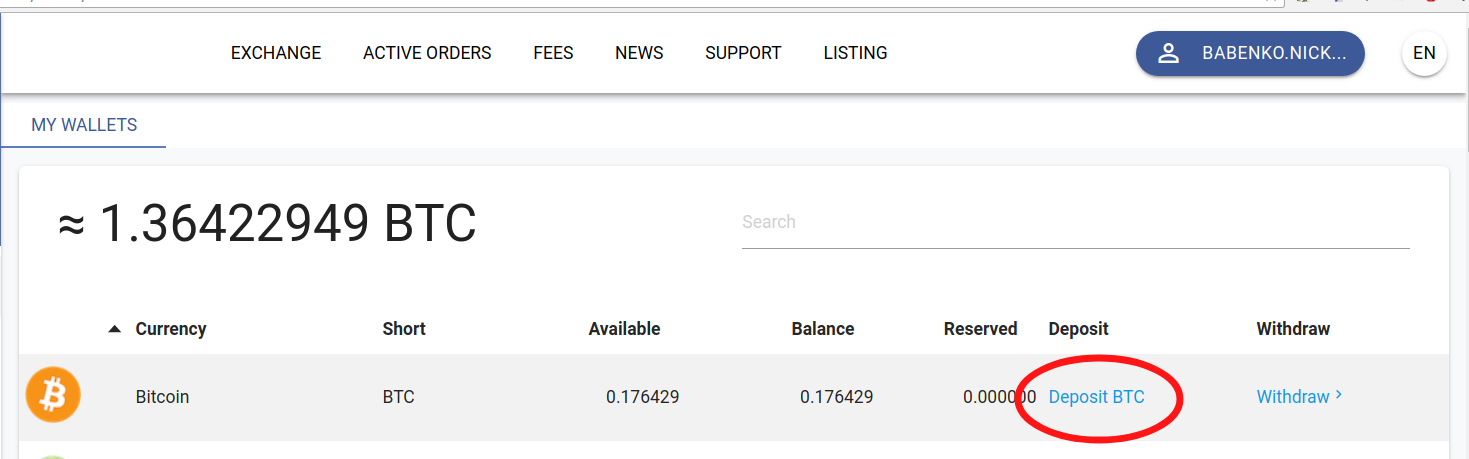 EXCHANGE ACTIVE ORDERS FEES NEWS SUPPORT LISTING BABENKO.NICK... EN
MY WALLETS
≈ 1.36422949 BTC Search
Currency Short Available Balance Reserved Deposit Withdraw
Bitcoin BTC 0.176429 0.176429 0.000000 Deposit BTC Withdraw